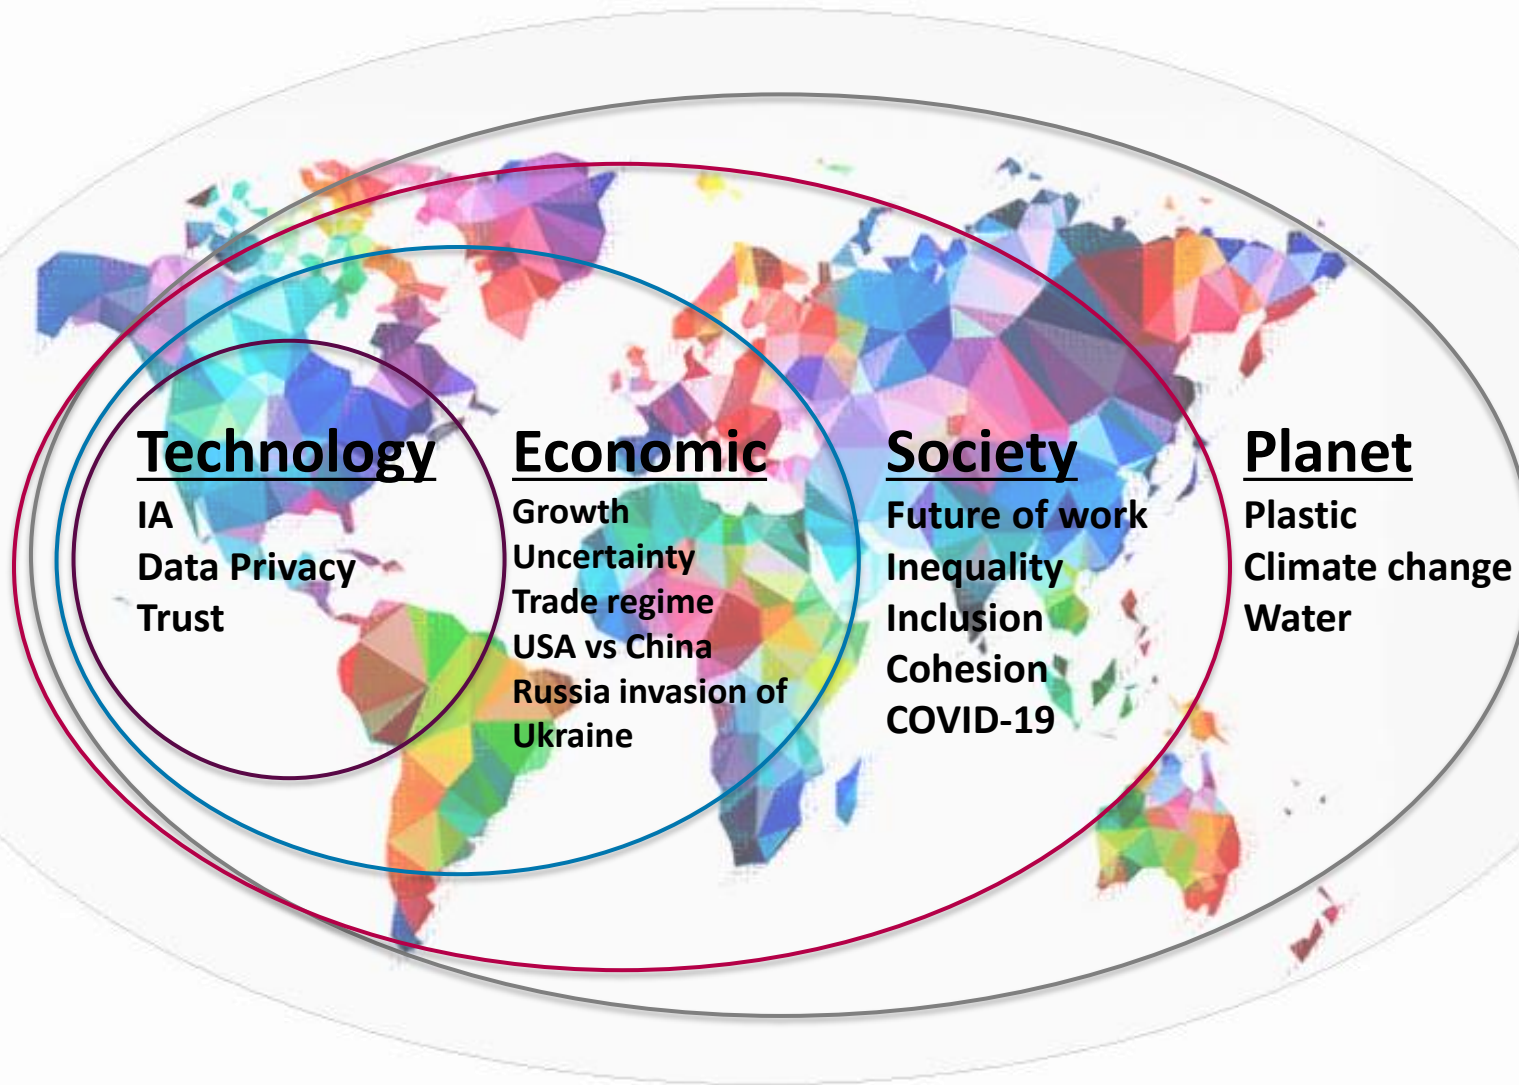 Technology
IA
Data Privacy
Trust
Economic
Growth
Uncertainty
Trade regime
USA vs China
Russia invasion of
Ukraine
Society
Future of work
Inequality
Inclusion
Cohesion
COVID-19
Planet
Plastic
Climate change
Water